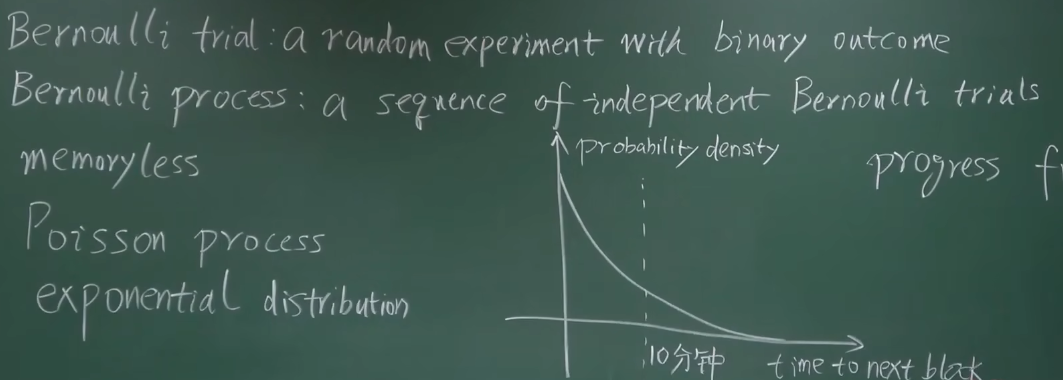 Bernoulli trial: a random experiment with binary outcome
Bernoulli process: a sequence of independent Bernoulli trials
memoryless
probability density
progress
Poisson process
exponential distribution
10分钟
time to next block